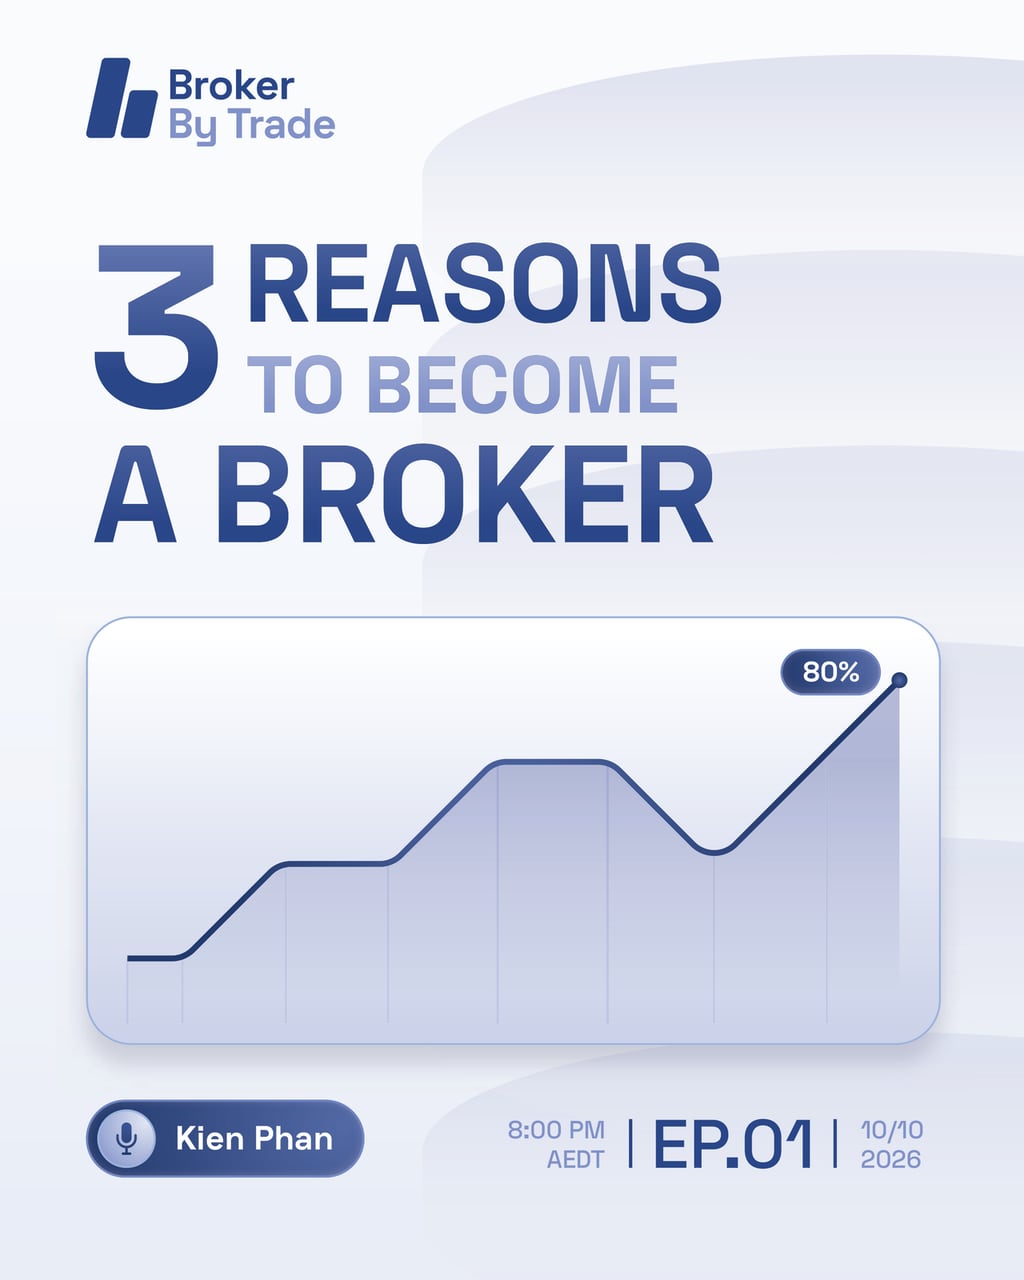 Broker
By Trade
3 REASONS
TO BECOME
A BROKER
80%
Kien Phan
8:00 PM
AEDT
EP.01
10/10
2026